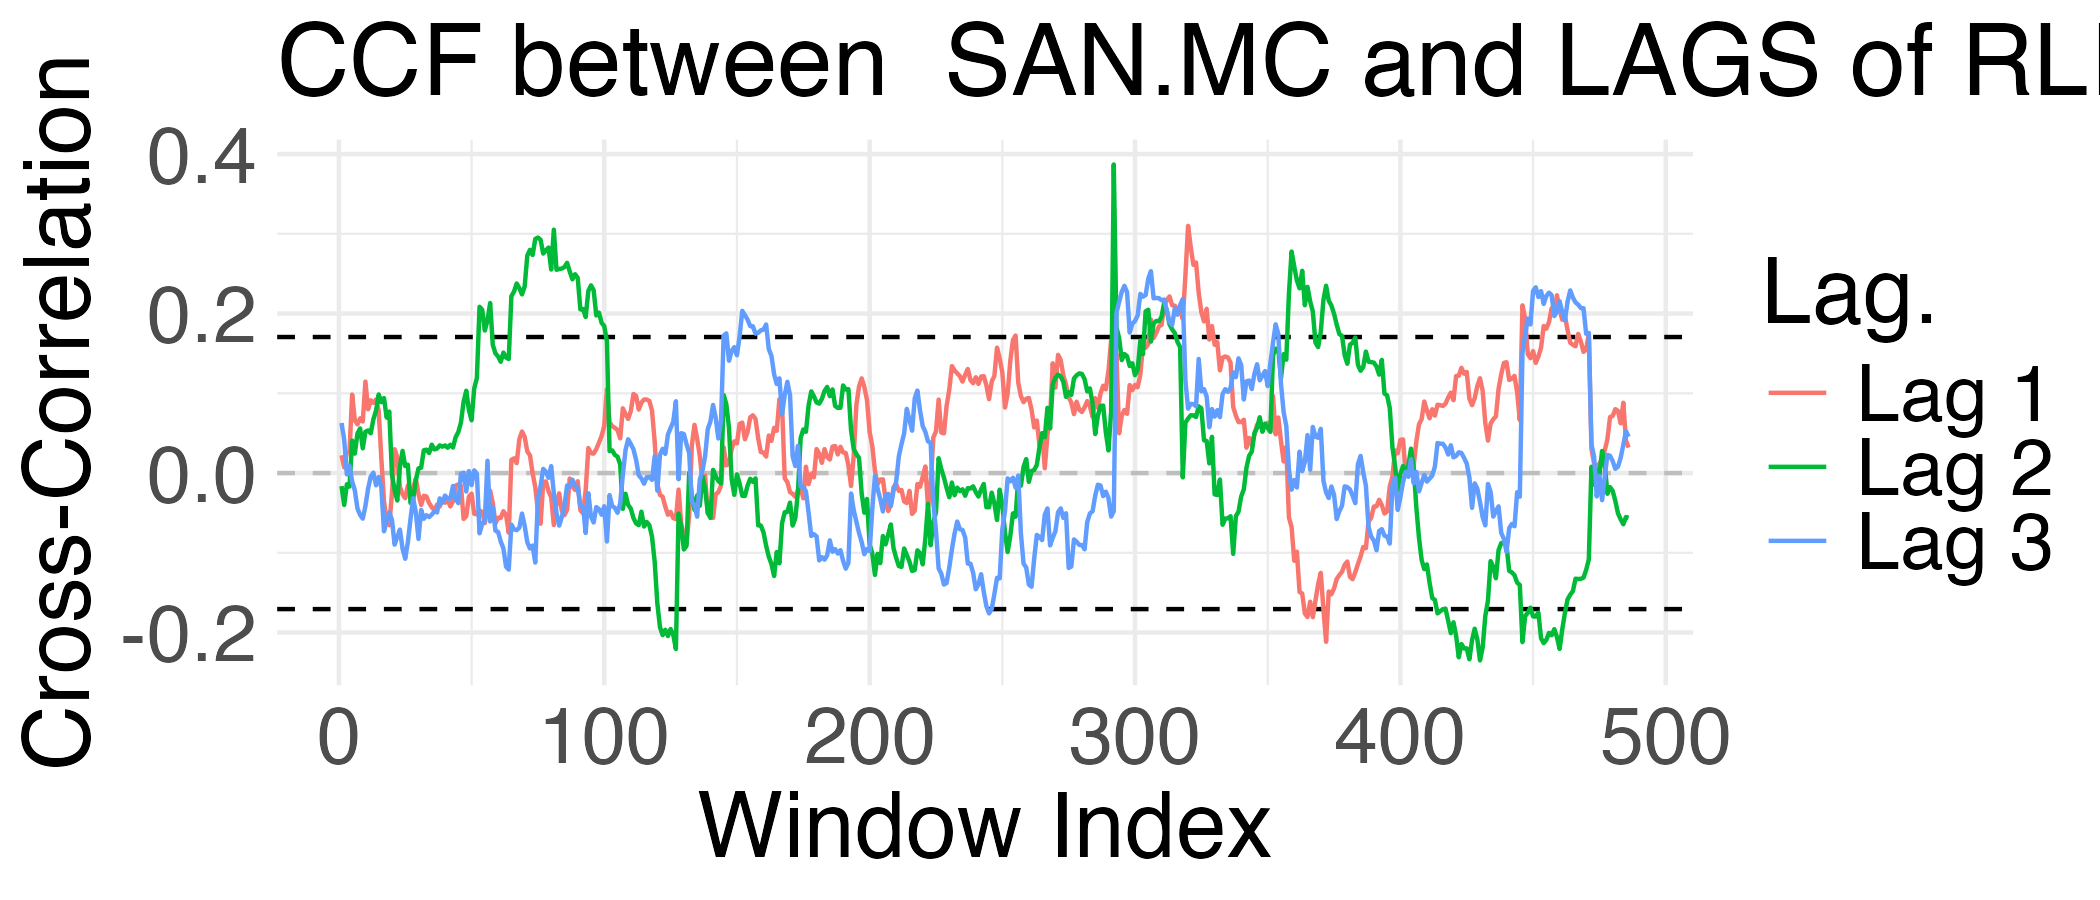 CCF between  SAN.MC and LAGS of
Cross-Correlation
0.4
0.2
0.0
-0.2
0 100 200 300 400 500
Window Index
Lag.
Lag 1
Lag 2
Lag 3